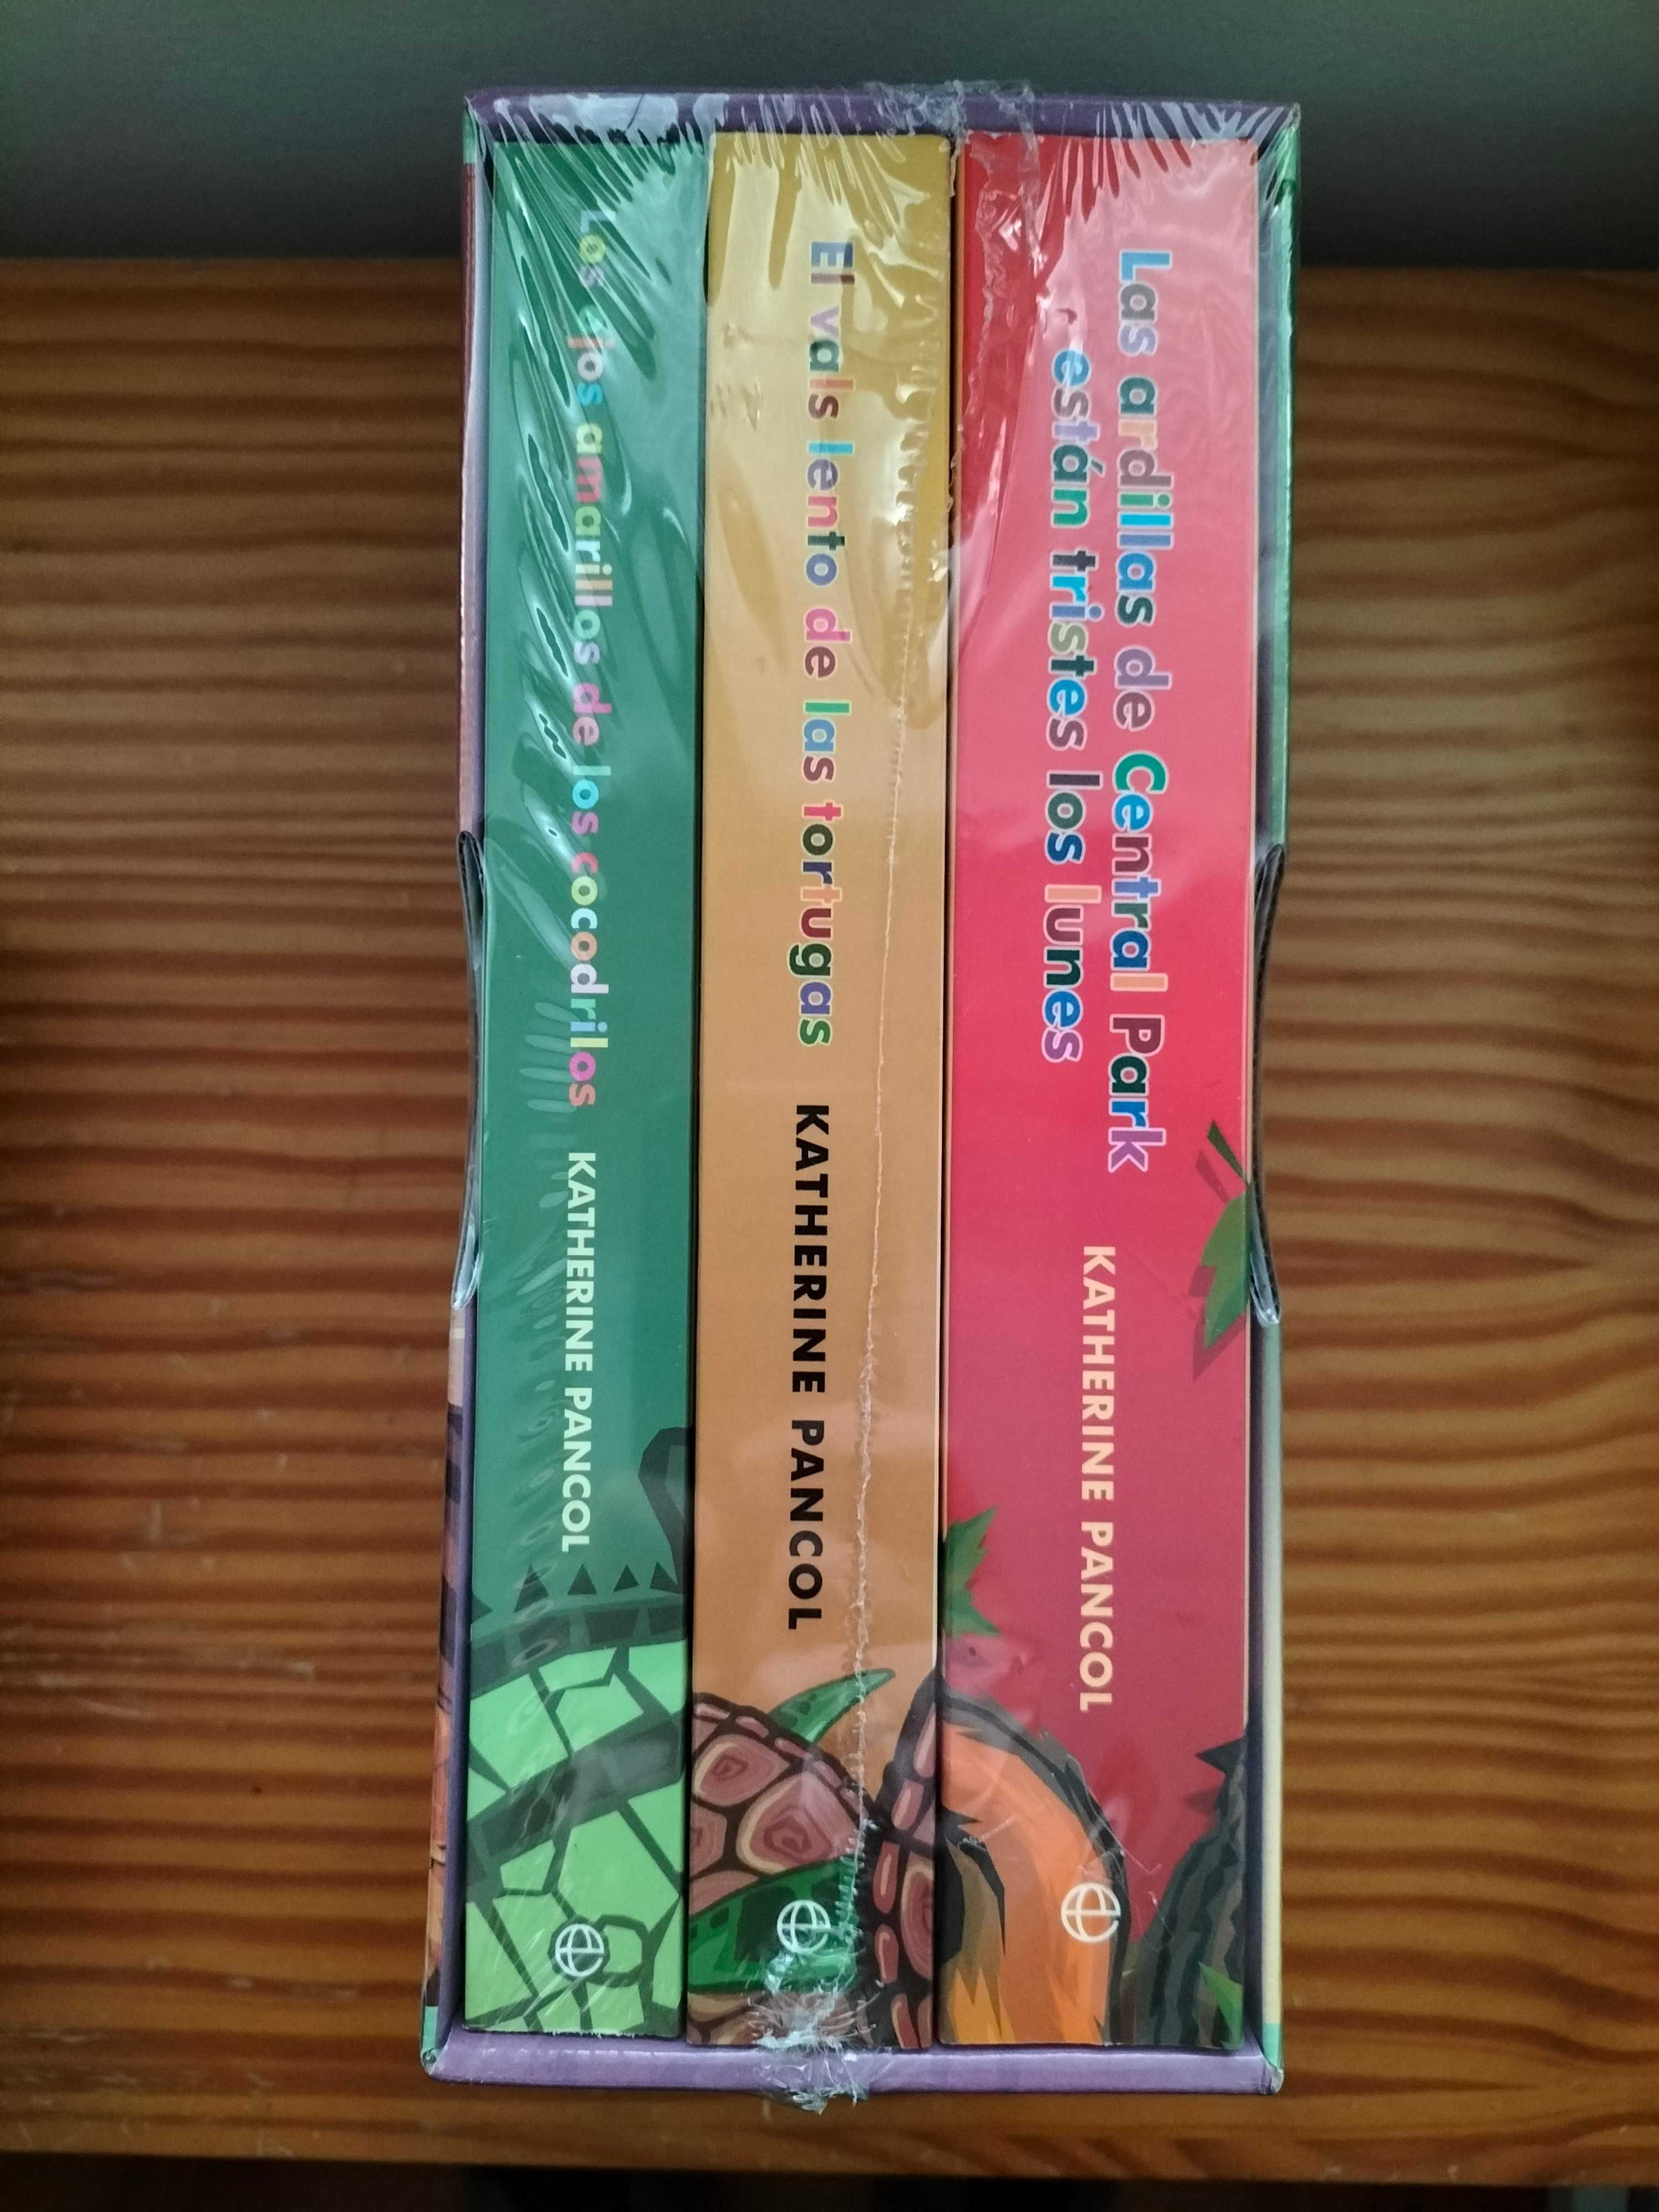 Los ojos amarillos de los cocodrilos KATHERINE PANCOL
El vals lento de las tortugas KATHERINE PANCOL
Las ardillas de Central Park
están tristes los lunes
KATHERINE PANCOL